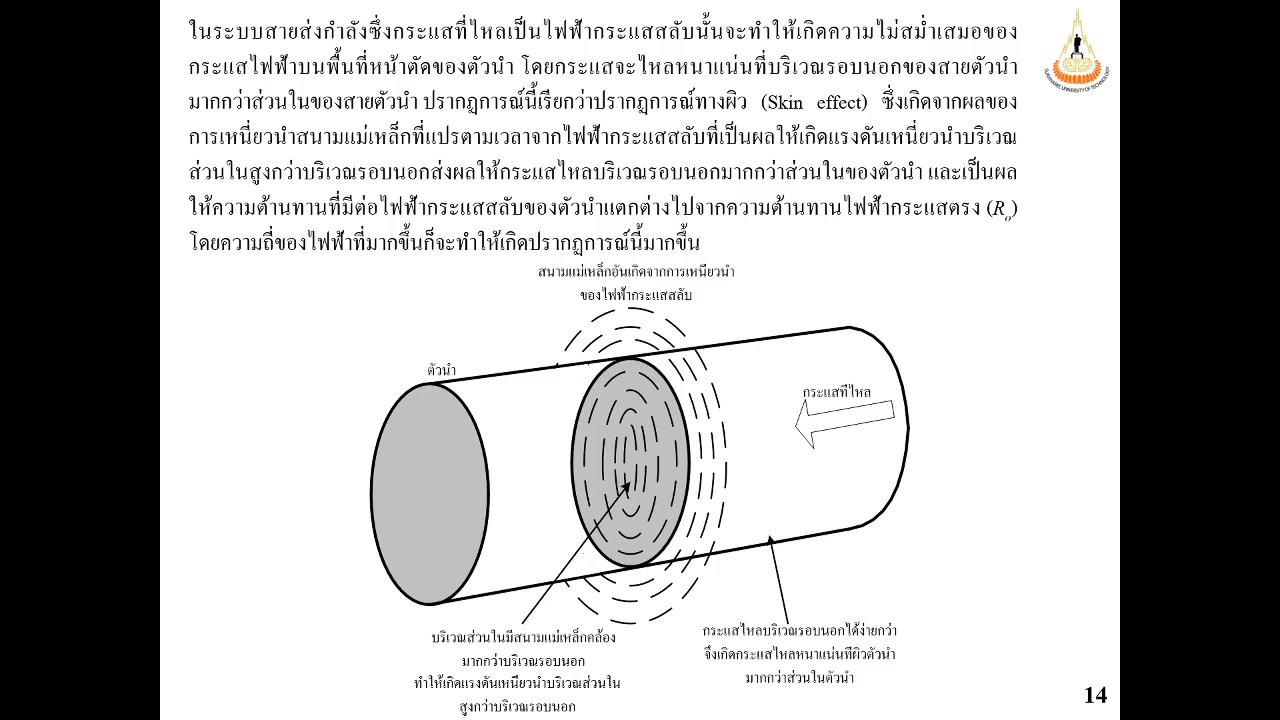 ในระบบสายส่งกำลังซึ่งกระแสที่ไหลเป็นไฟฟ้ากระแสสลับนั้นจะทำให้เกิดความไม่สม่ำเสมอของ
กระแสไฟฟ้าบนพื้นที่หน้าตัดของตัวนำ โดยกระแสจะไหลหนาแน่นที่บริเวณรอบนอกของสายตัวนำ
มากกว่าส่วนในของสายตัวนำ ปรากฏการณ์นี้เรียกว่าปรากฏการณ์ทางผิว (Skin effect) ซึ่งเกิดจากผลของ
การเหนี่ยวนำสนามแม่เหล็กที่แปรตามเวลาจากไฟฟ้ากระแสสลับที่เป็นผลให้เกิดแรงดันเหนี่ยวนำบริเวณ
ส่วนในสูงกว่าบริเวณรอบนอกส่งผลให้กระแสไหลบริเวณรอบนอกมากกว่าส่วนในของตัวนำ และเป็นผล
ให้ความต้านทานที่มีต่อไฟฟ้ากระแสสลับของตัวนำแตกต่างไปจากความต้านทานไฟฟ้ากระแสตรง (Ro)
โดยความถี่ของไฟฟ้าที่มากขึ้นก็จะทำให้เกิดปรากฏการณ์นี้มากขึ้น
SURANAREE UNIVERSITY OF TECHNOLOGY
สนามแม่เหล็กอันเกิดจากการเหนี่ยวนำ
ของไฟฟ้ากระแสสลับ
ตัวนำ
กระแสที่ไหล
บริเวณส่วนในมีสนามแม่เหล็กคล้อง
มากกว่าบริเวณรอบนอก
ทำให้เกิดแรงดันเหนี่ยวนำบริเวณส่วนใน
สูงกว่าบริเวณรอบนอก
กระแสไหลบริเวณรอบนอกได้ง่ายกว่า
จึงเกิดกระแสไหลหนาแน่นที่ผิวตัวนำ
มากกว่าส่วนในตัวนำ
14